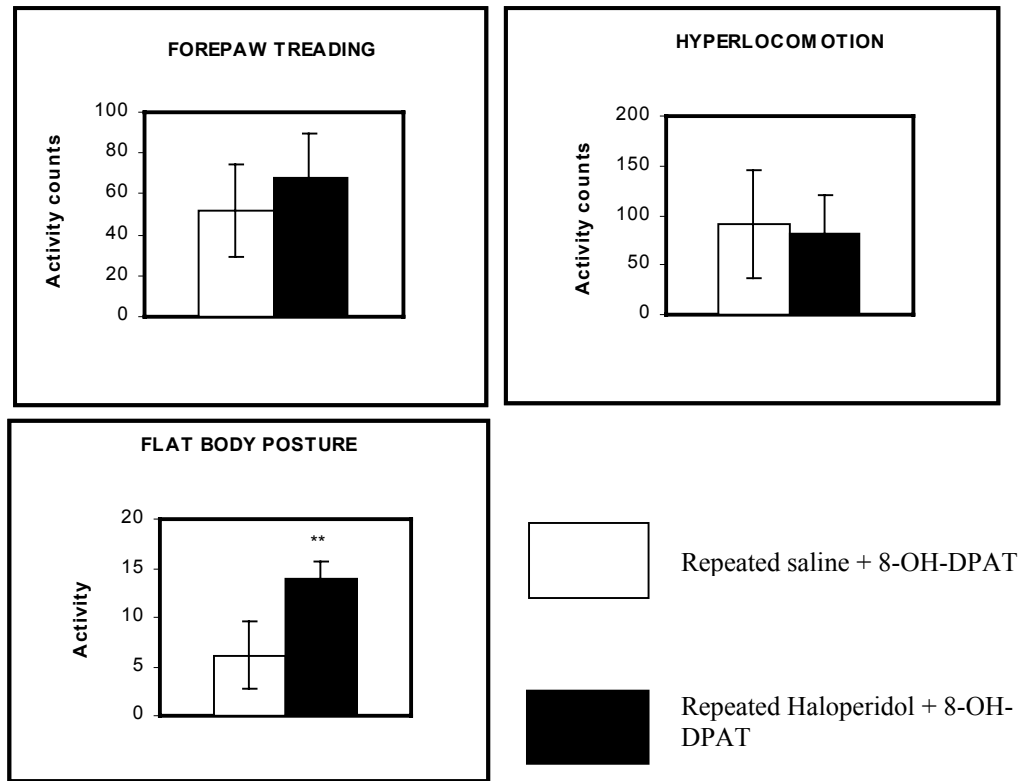 FOREPAW TREADING
Activity counts
100
80
60
40
20
0
HYPERLOCOMOTION
Activity counts
200
150
100
50
0
FLAT BODY POSTURE
Activity
20
15
10
5
0
**
Repeated saline + 8-OH-DPAT
Repeated Haloperidol + 8-OH-
DPAT